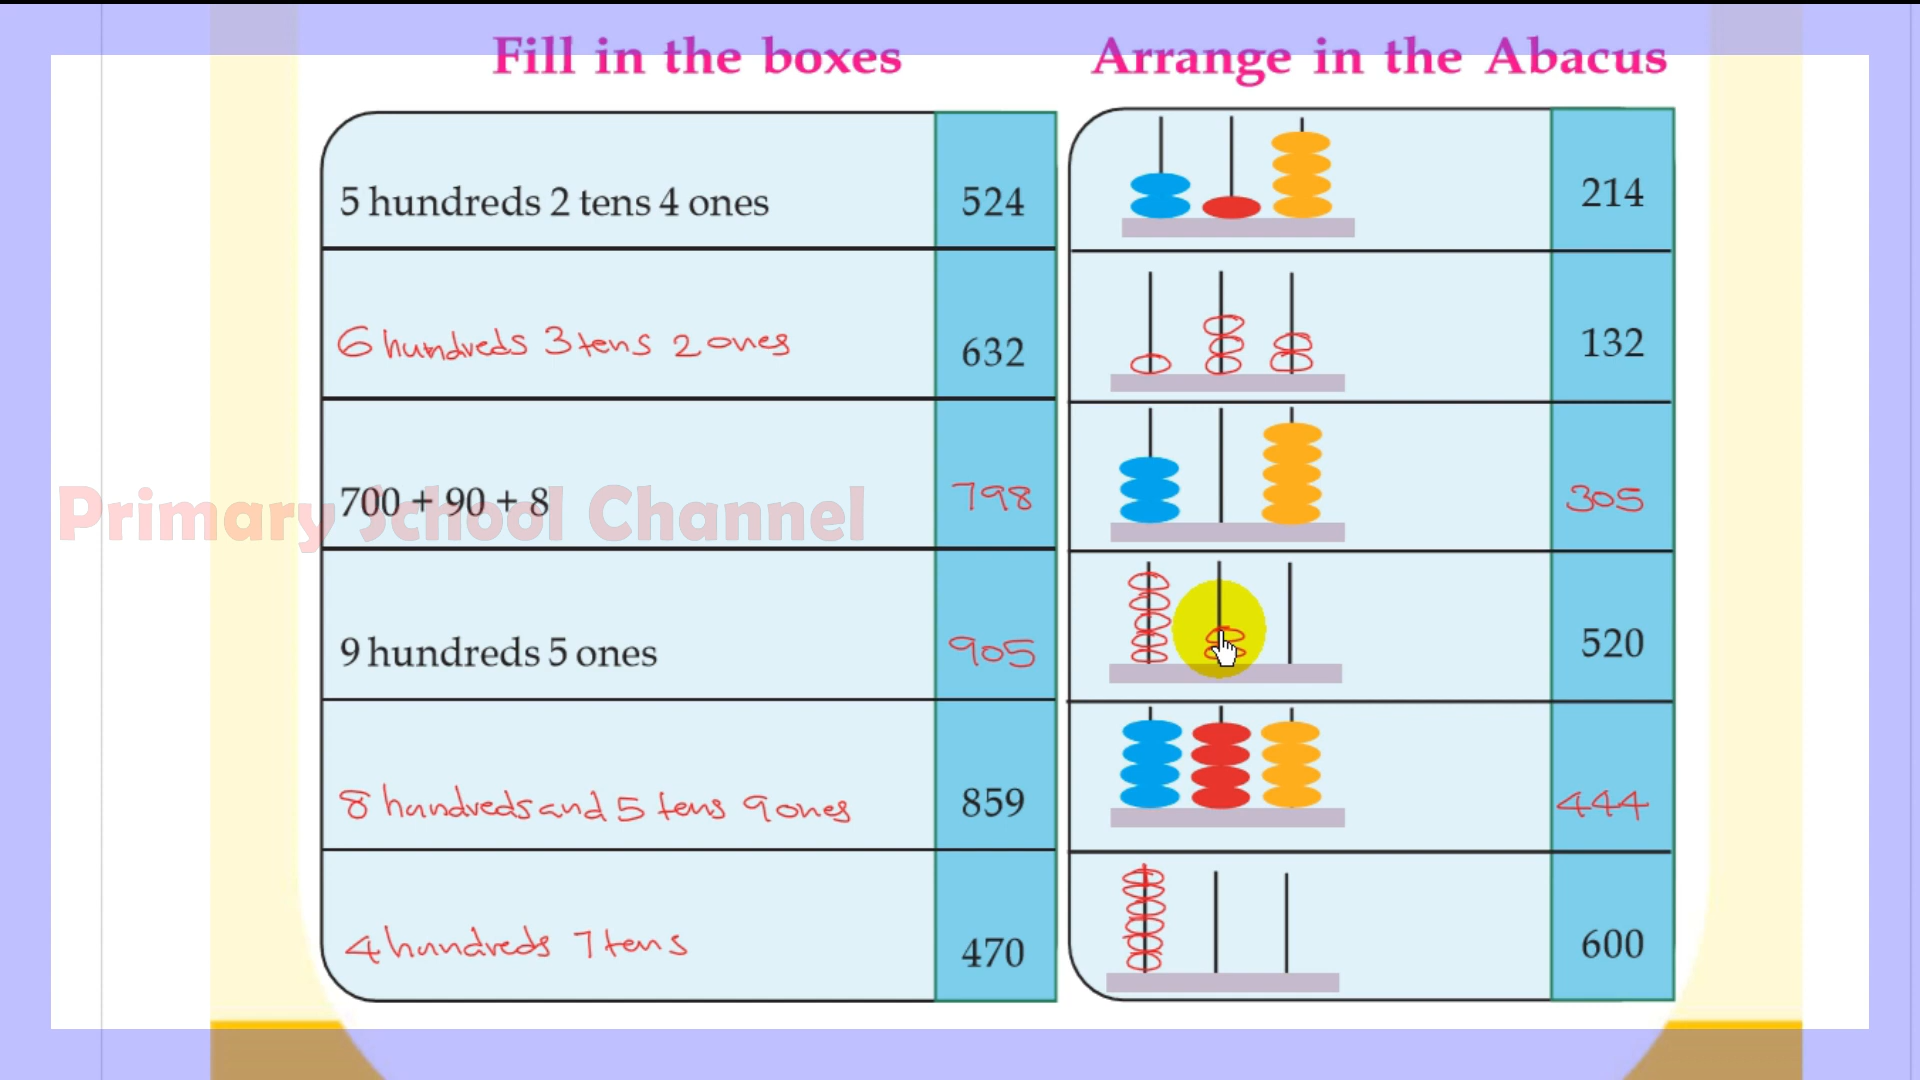 Fill in the boxes
5 hundreds 2 tens 4 ones 524
6 hundreds 3 tens 2 ones 632
700 + 90 + 8 798
9 hundreds 5 ones 905
8 hundreds and 5 tens 9 ones 859
4 hundreds 7 tens 470
Arrange in the Abacus
214
132
305
520
444
600
Primary School Channel